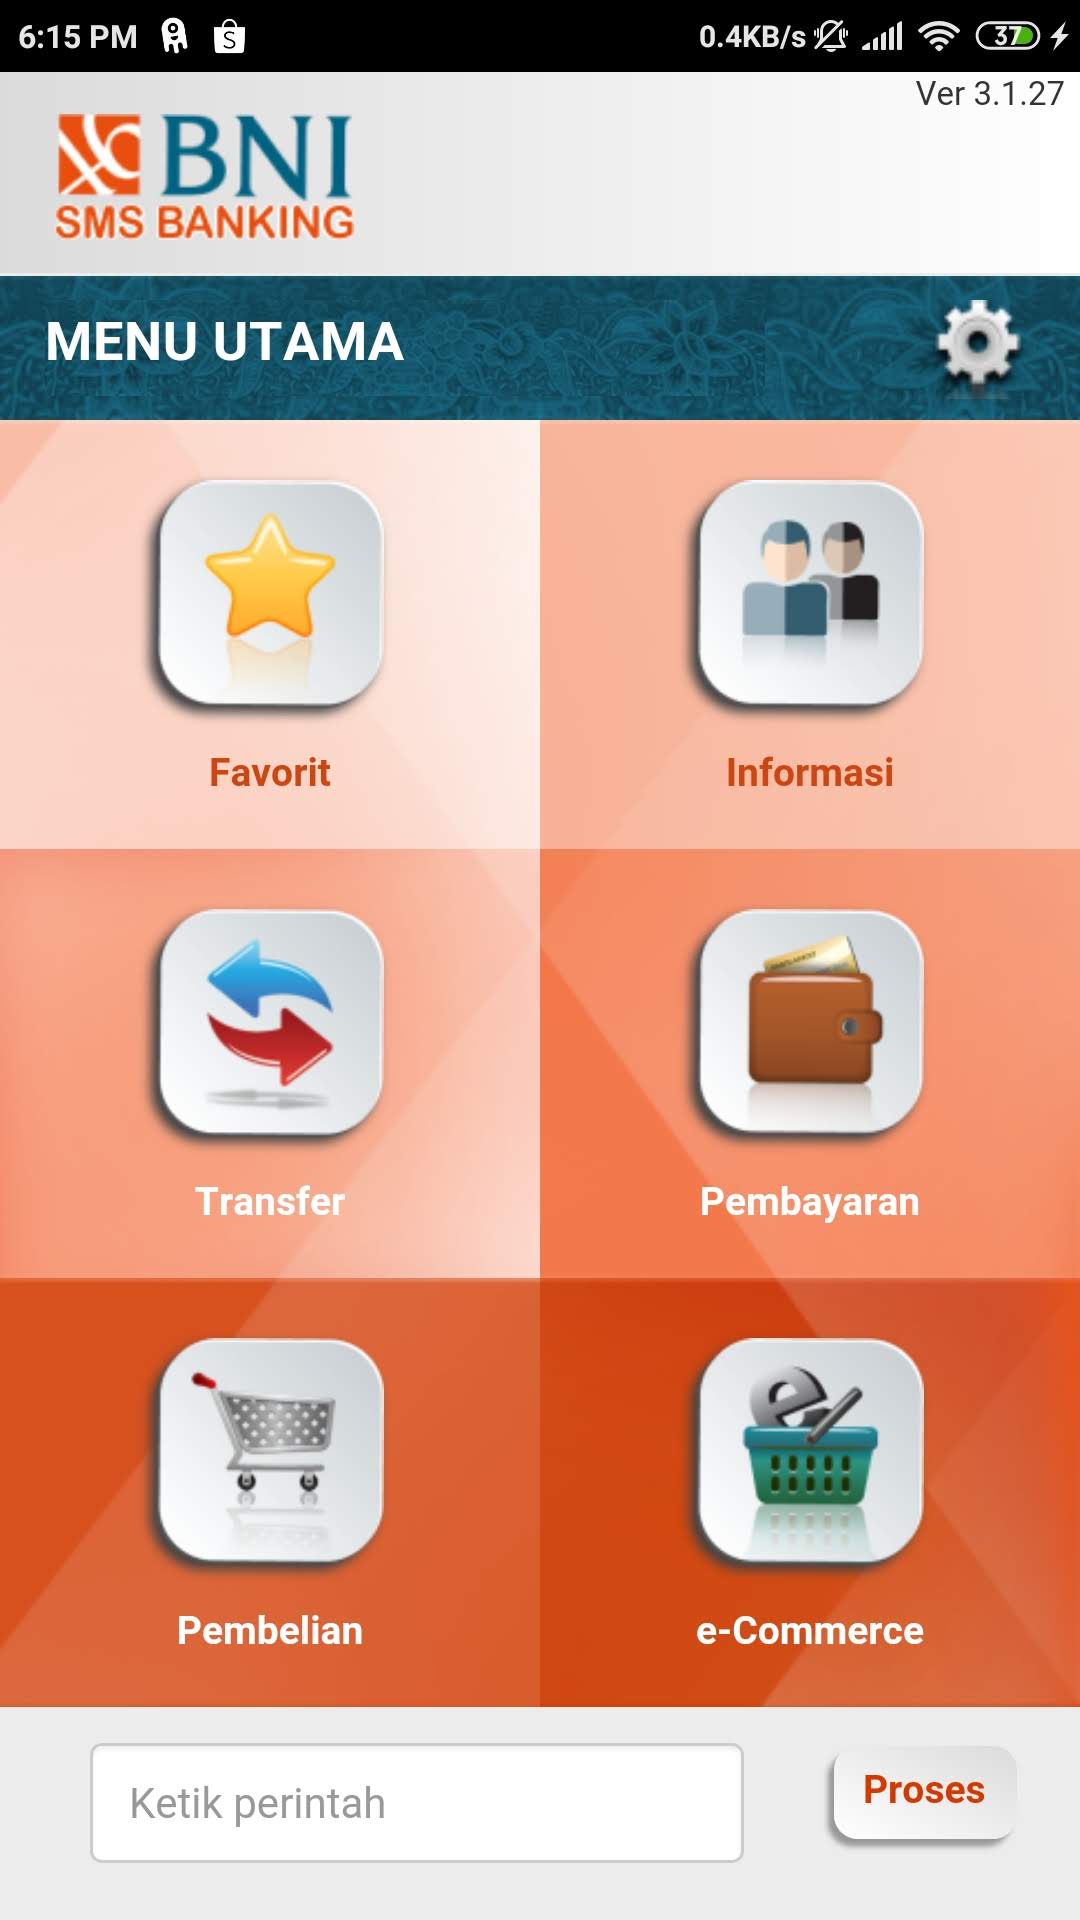 6:15 PM 0.4KB/s 37
Ver 3.1.27
BNI
SMS BANKING
MENU UTAMA
Favorit
Informasi
Transfer
Pembayaran
Pembelian
e-Commerce
Ketik perintah
Proses